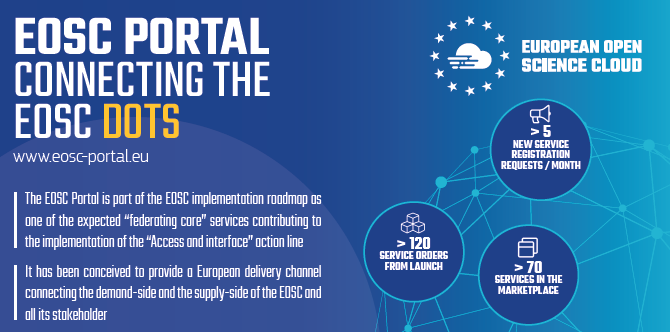 EOSC PORTAL
CONNECTING THE
EOSC DOTS
www.eosc-portal.eu
The EOSC Portal is part of the EOSC implementation roadmap as
one of the expected “federating core” services contributing to
the implementation of the “Access and interface” action line
It has been conceived to provide a European delivery channel
connecting the demand-side and the supply-side of the EOSC and
all its stakeholder
EUROPEAN OPEN
SCIENCE CLOUD
> 5
NEW SERVICE
REGISTRATION
REQUESTS / MONTH
> 120
SERVICE ORDERS
FROM LAUNCH
> 70
SERVICES IN THE
MARKETPLACE